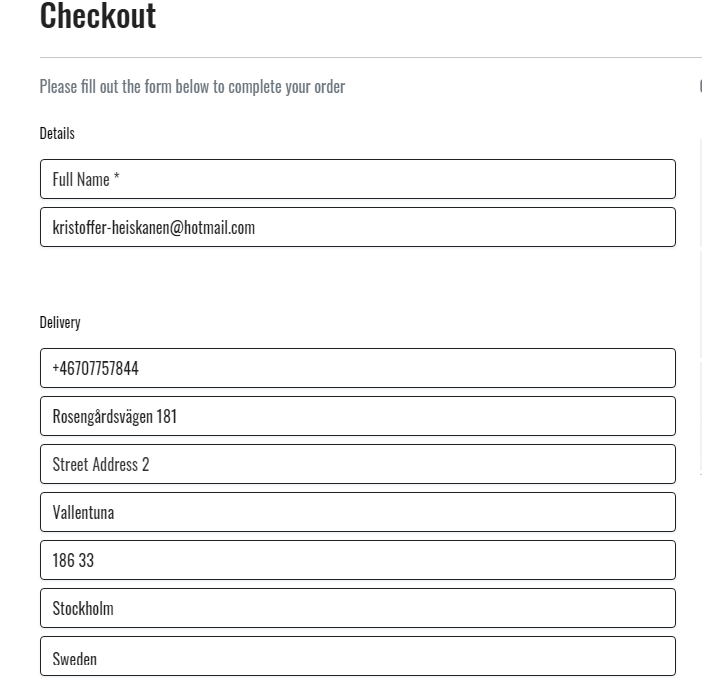 Checkout
Please fill out the form below to complete your order
Details
Full Name *
kristoffer-heiskanen@hotmail.com
Delivery
+46707757844
Rosengårdsvägen 181
Street Address 2
Vallentuna
186 33
Stockholm
Sweden